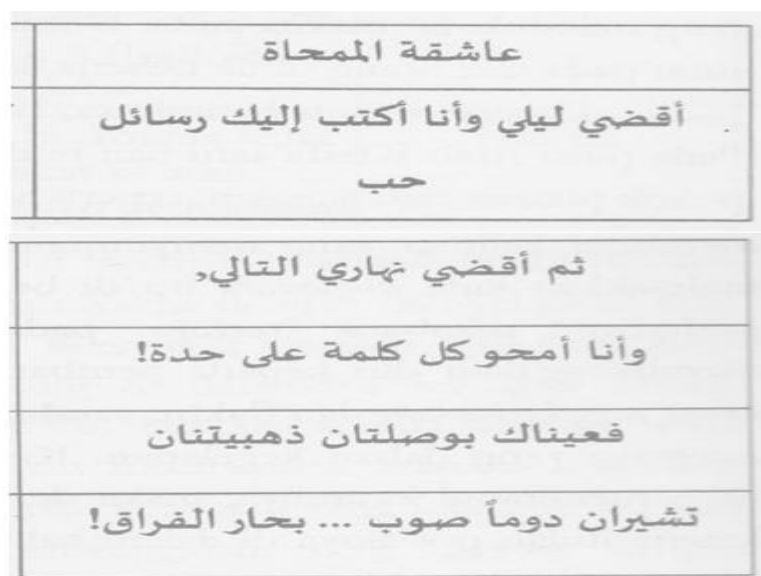 عاشقة الممحاة
أقضي ليلي وأنا أكتب إليك رسائل
حب
ثم أقضي نهاري التالي,
وأنا أمحو كل كلمة على حدة!
فعيناك بوصلتان ذهبيتنان
تشيران دوماً صوب ... بحار الفراق!